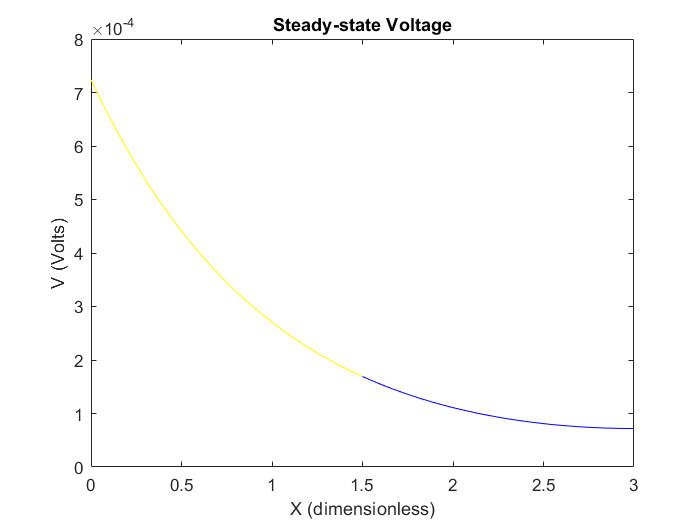 Steady-state Voltage
×10⁻⁴
8
7
6
5
4
3
2
1
0
V (Volts)
0 0.5 1 1.5 2 2.5 3
X (dimensionless)